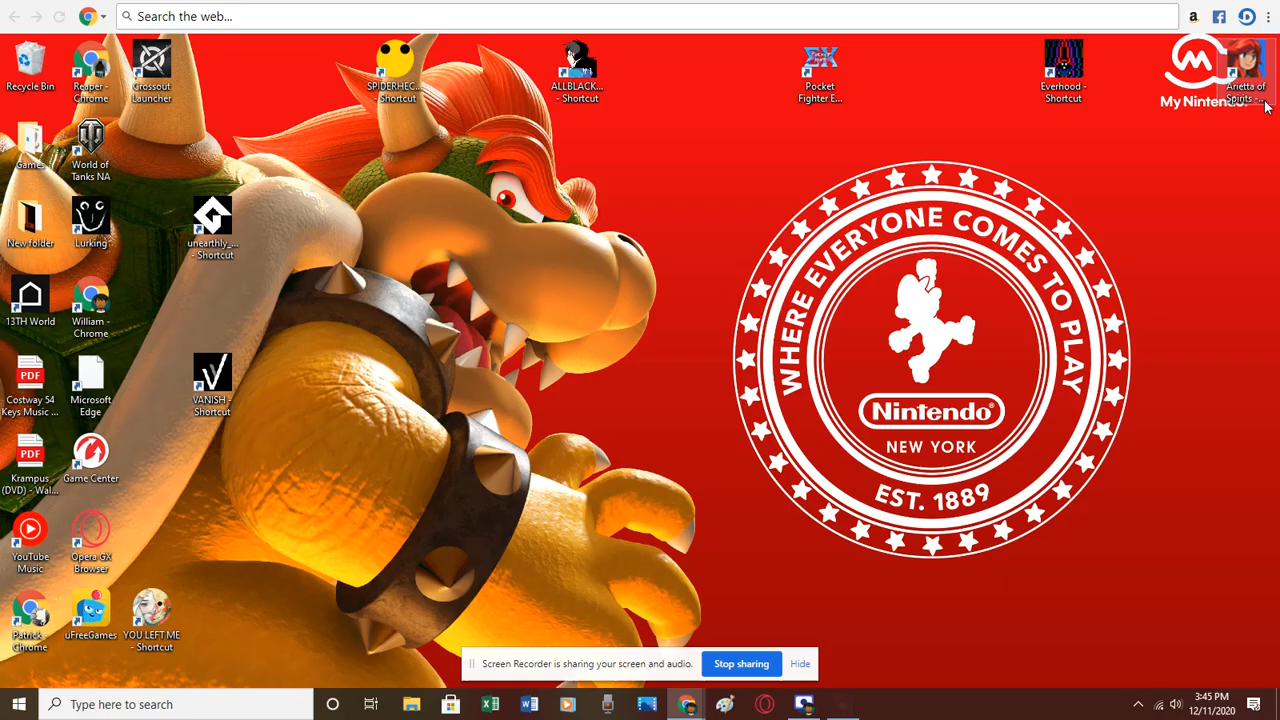 Search the web...
Recycle Bin
Reaper - Chrome
Crossout Launcher
SPIDERHEC... - Shortcut
ALLBLACK... - Shortcut
Pocket Fighter E...
Everhood - Shortcut
My Nintendo
Arietta of Spirits -...
Games
World of Tanks NA
New folder
Lurking
unearthly_... - Shortcut
13TH World
William - Chrome
PDF
Costway 54 Keys Music ...
Microsoft Edge
VANISH - Shortcut
PDF
Krampus (DVD) - Wal...
Game Center
YouTube Music
Opera GX Browser
Patrick - Chrome
uFreeGames
YOU LEFT ME - Shortcut
WHERE EVERYONE COMES TO PLAY
Nintendo
NEW YORK
EST. 1889
Screen Recorder is sharing your screen and audio.
Stop sharing
Hide
Type here to search
3:45 PM
12/11/2020